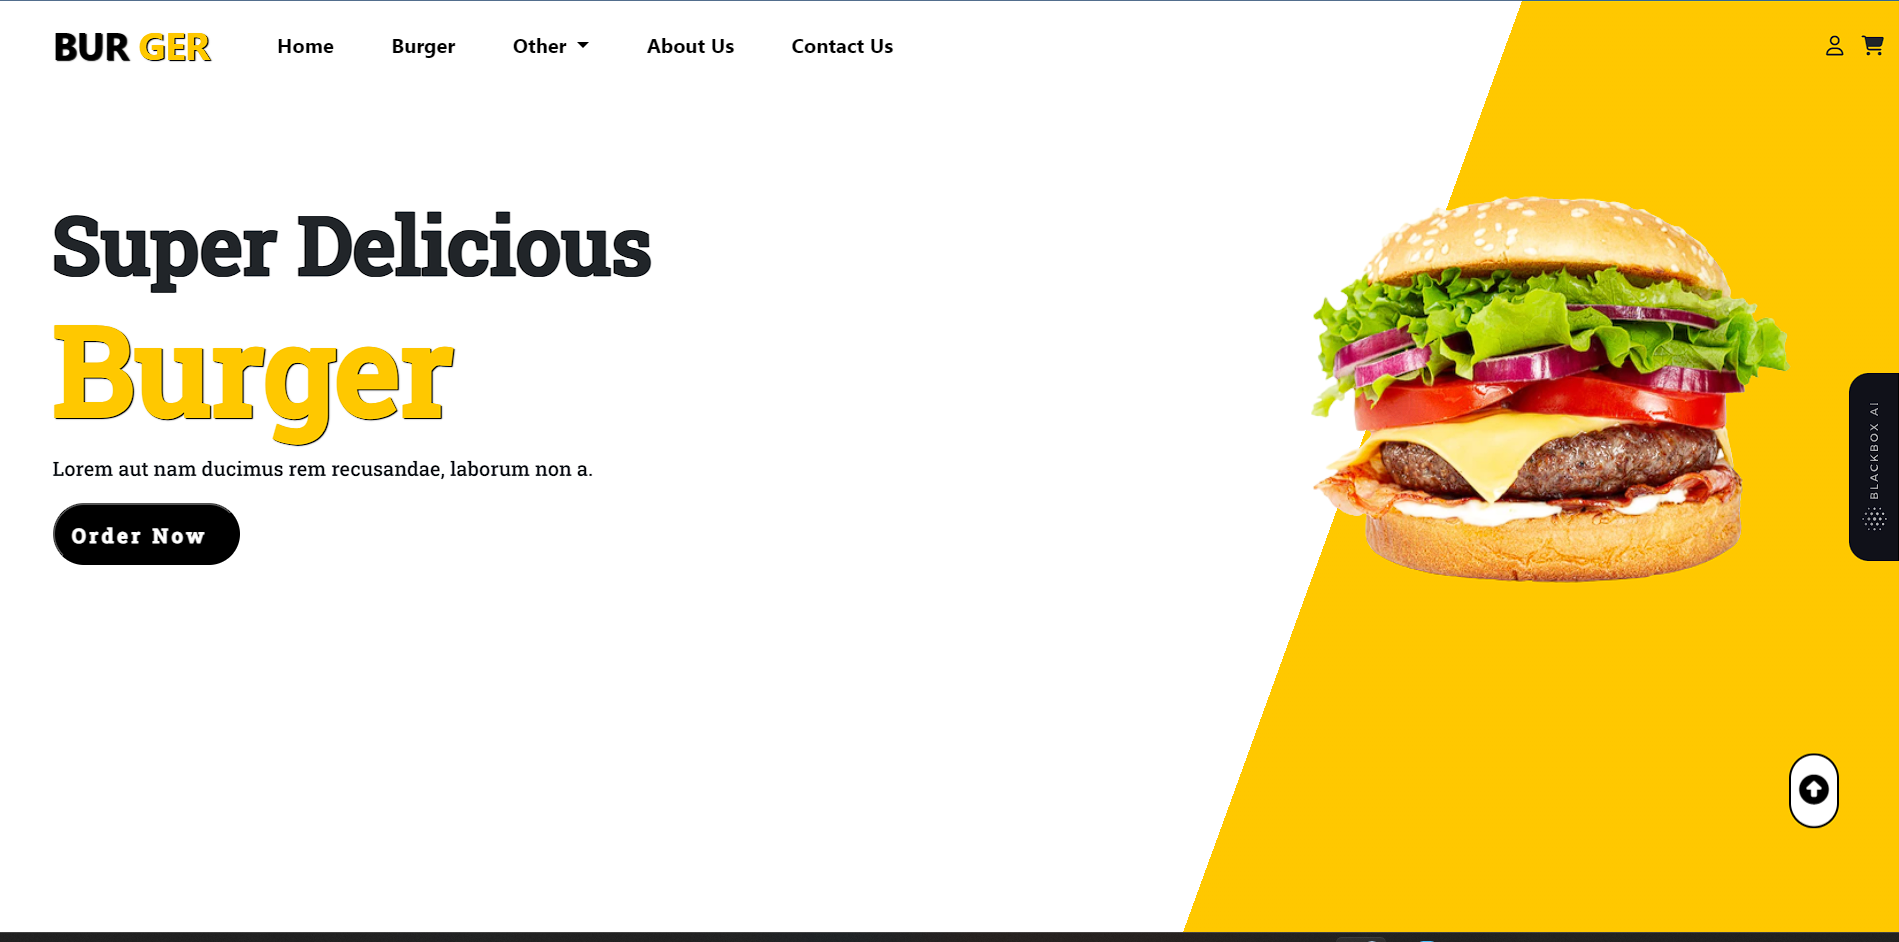 BUR GER Home Burger Other About Us Contact Us
Super Delicious
Burger
Lorem aut nam ducimus rem recusandae, laborum non a.
Order Now
BLACKBOX AI